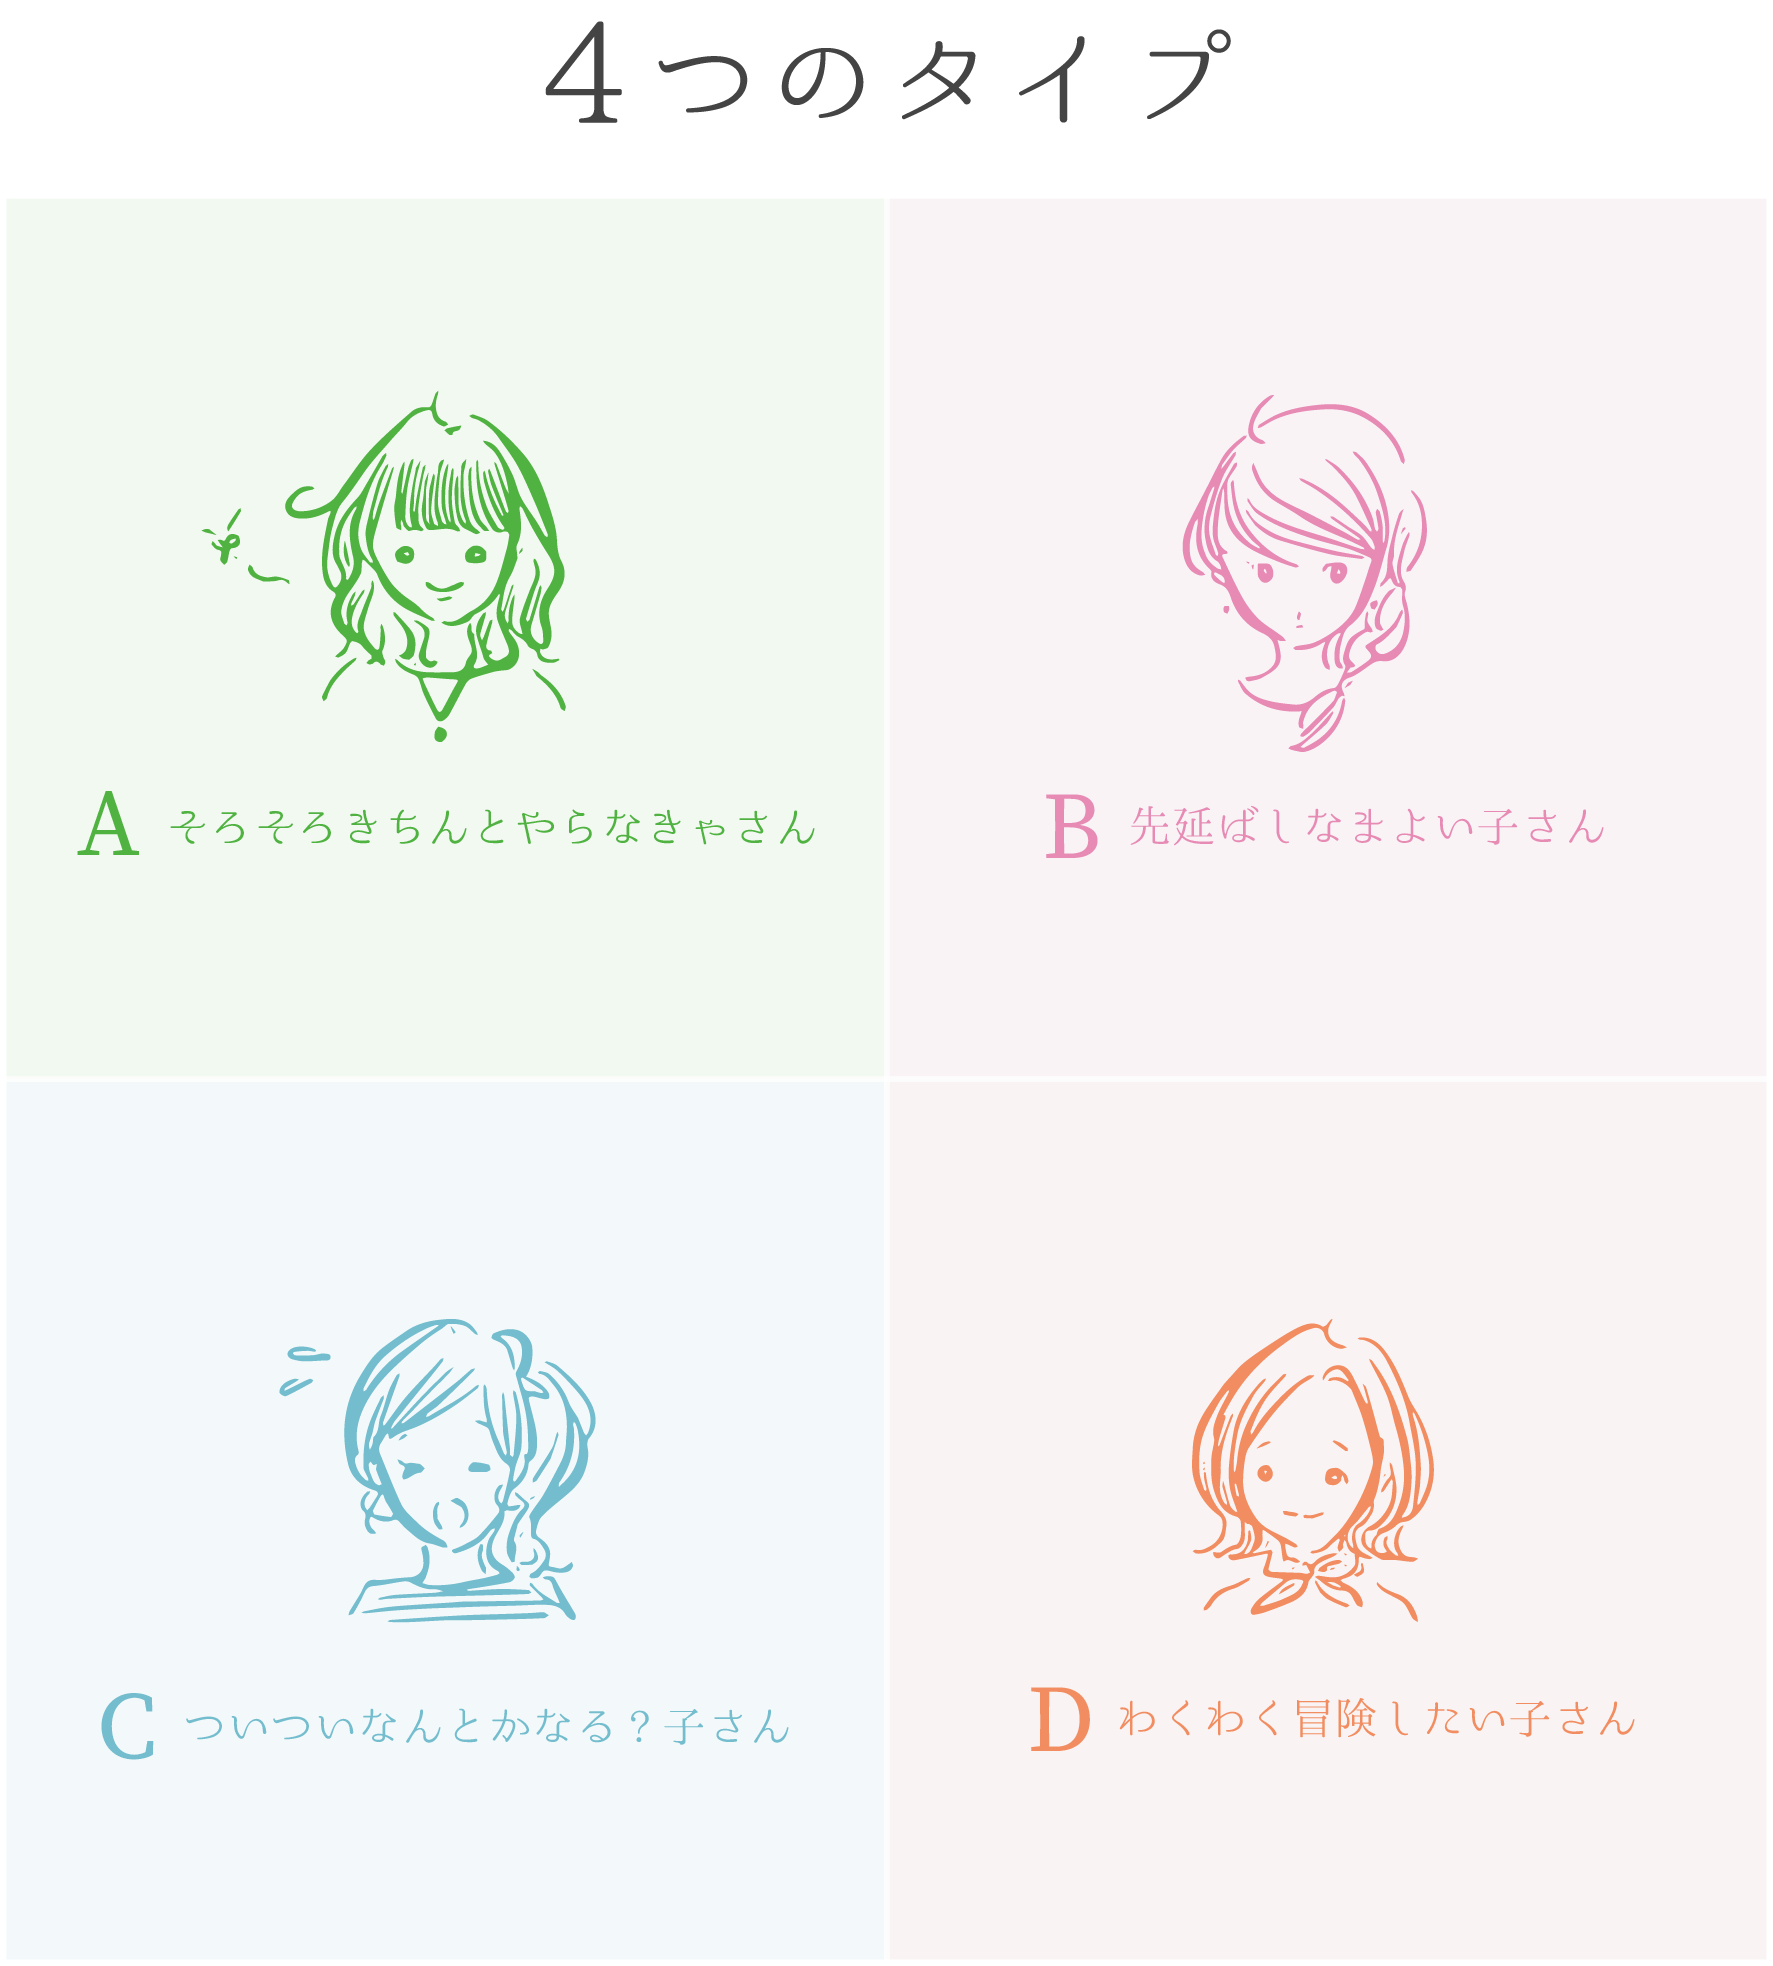 4つのタイプ
A そろそろきちんとやらなきゃさん
B 先延ばしなまよい子さん
C ついついなんとかなる？子さん
D わくわく冒険したい子さん